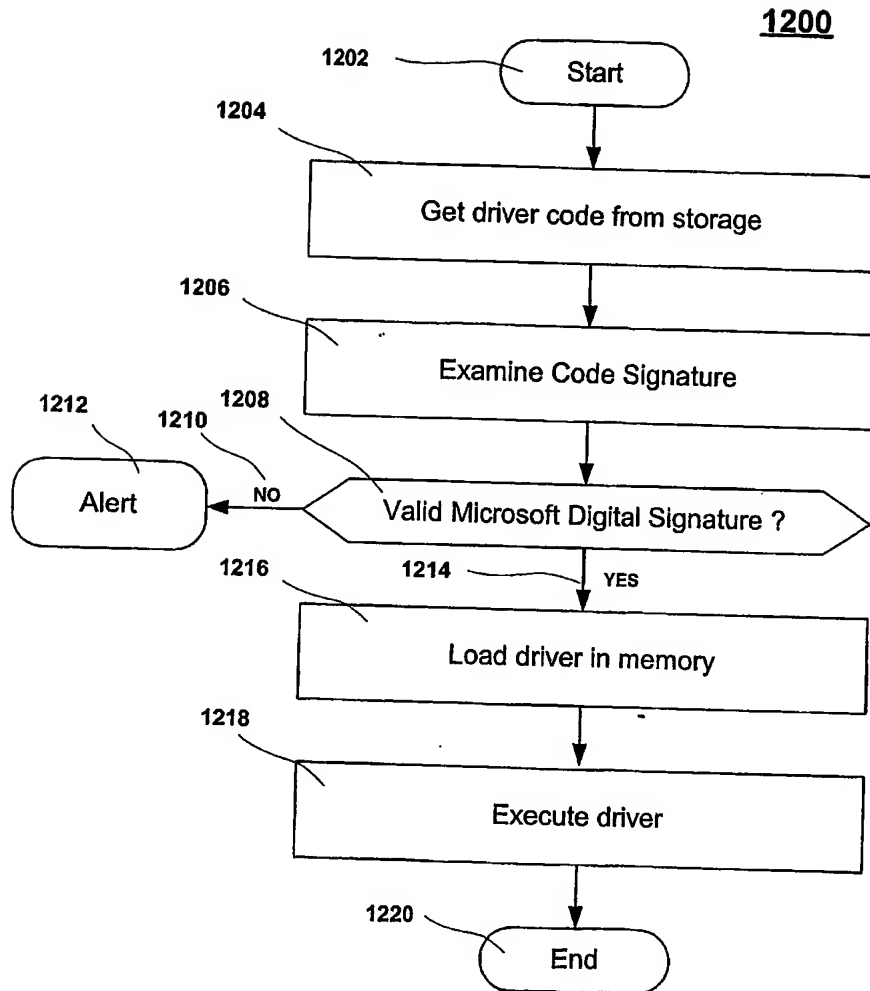 1200
1202
Start
1204
Get driver code from storage
1206
Examine Code Signature
1208
1210
1212
Alert
NO
Valid Microsoft Digital Signature ?
1214
YES
1216
Load driver in memory
1218
Execute driver
1220
End